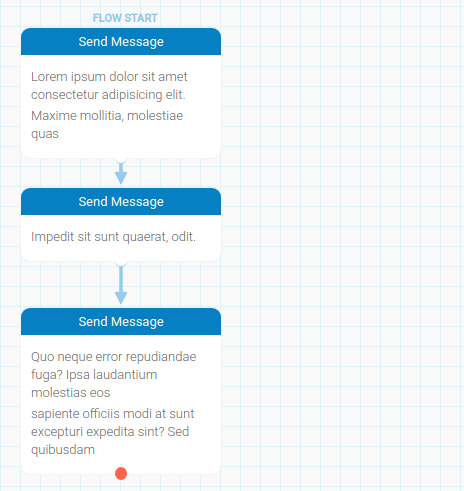 FLOW START
Send Message
Lorem ipsum dolor sit amet
consectetur adipisicing elit.
Maxime mollitia, molestiae
quas
Send Message
Impedit sit sunt quaerat, odit.
Send Message
Quo neque error repudiandae
fuga? Ipsa laudantium
molestias eos
sapiente officiis modi at sunt
excepturi expedita sint? Sed
quibusdam